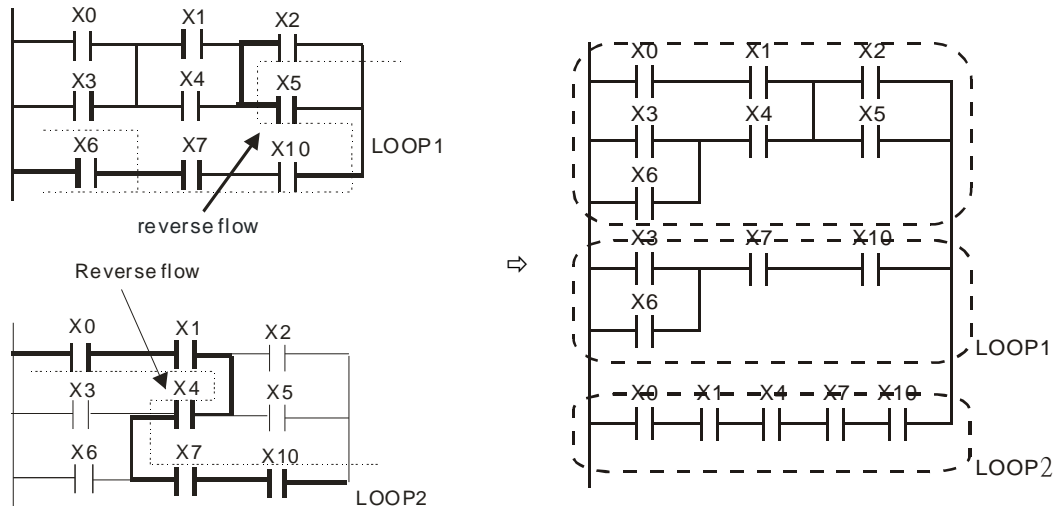 X0 X1 X2
X3 X4 X5
X6 X7 X10
LOOP1
reverse flow
Reverse flow
X0 X1 X2
X3 X4 X5
X6 X7 X10
LOOP2
⇨
X0 X1 X2
X3 X4 X5
X6
X3 X7 X10
X6
LOOP1
X0 X1 X4 X7 X10
LOOP2